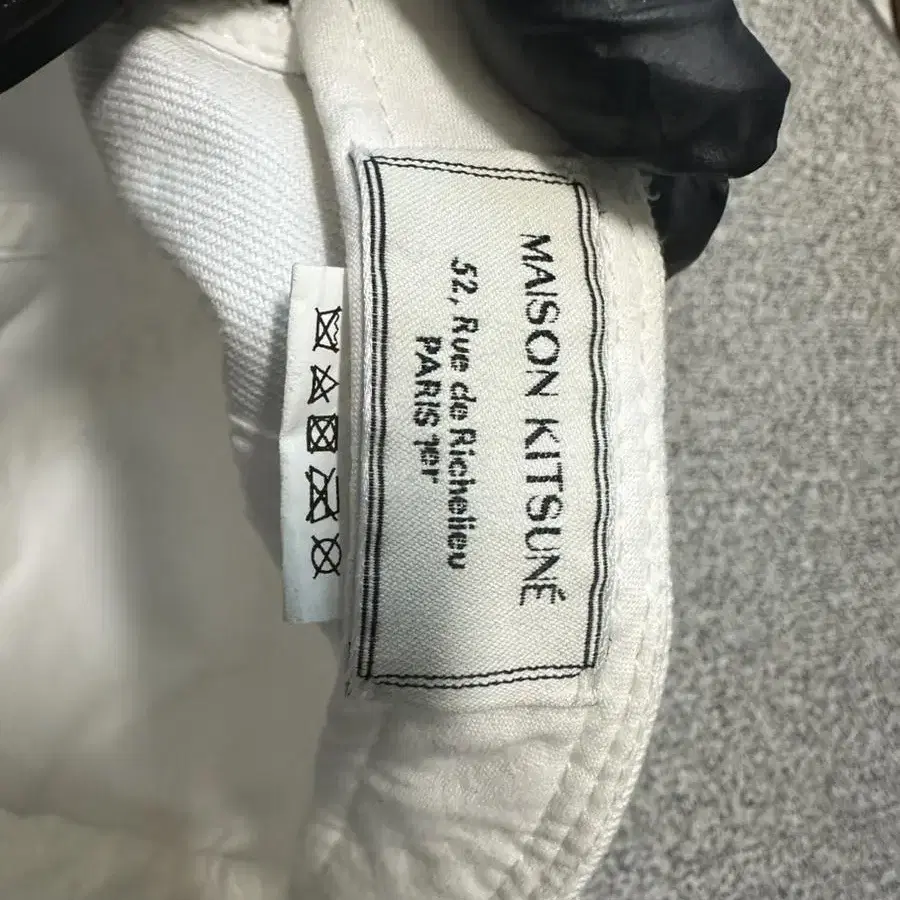 MAISON KITSUNÉ
52, Rue de Richelieu
PARIS 1er